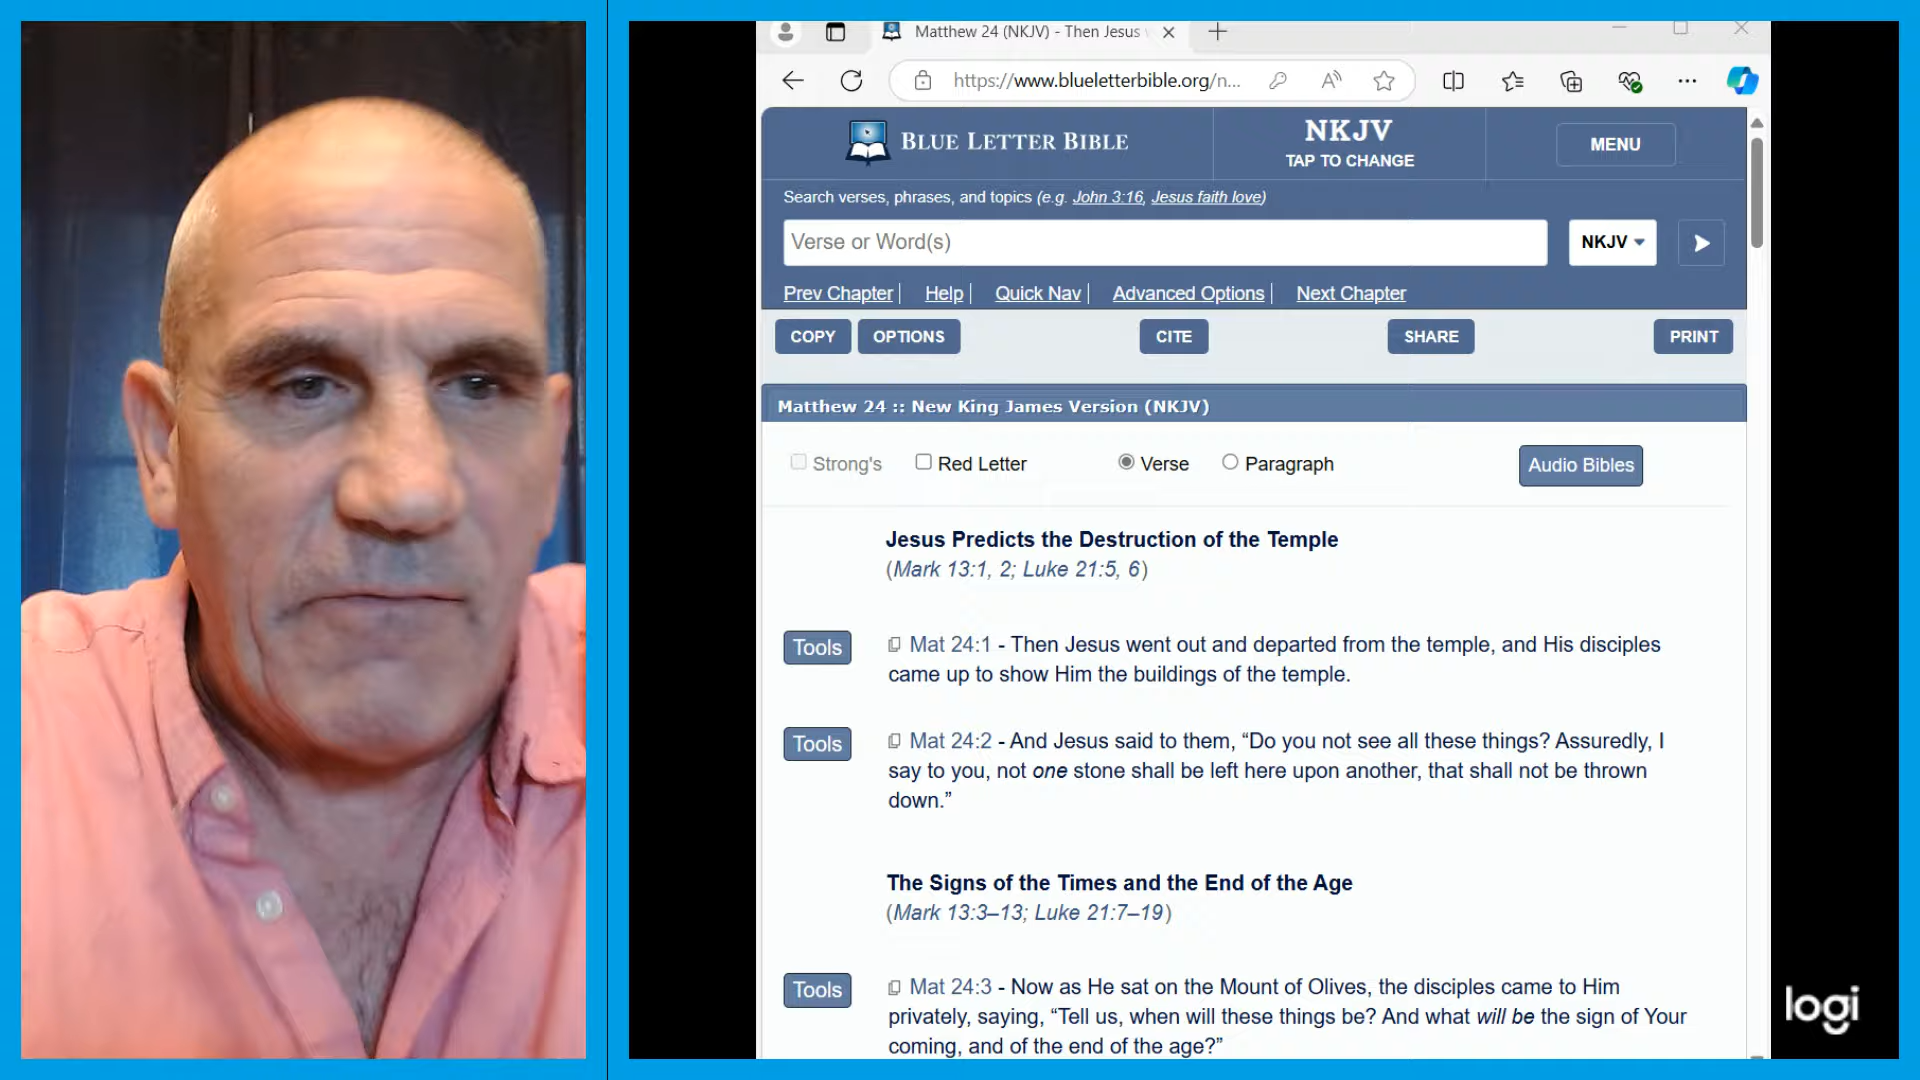 Matthew 24 (NKJV) - Then Jesus
https://www.blueletterbible.org/n...
BLUE LETTER BIBLE
NKJV
TAP TO CHANGE
MENU
Search verses, phrases, and topics (e.g. John 3:16, Jesus faith love)
Verse or Word(s)
NKJV
Prev Chapter | Help | Quick Nav | Advanced Options | Next Chapter
COPY OPTIONS CITE SHARE PRINT
Matthew 24 :: New King James Version (NKJV)
Strong's Red Letter Verse Paragraph Audio Bibles
Jesus Predicts the Destruction of the Temple
(Mark 13:1, 2; Luke 21:5, 6)
Tools Mat 24:1 - Then Jesus went out and departed from the temple, and His disciples
came up to show Him the buildings of the temple.
Tools Mat 24:2 - And Jesus said to them, “Do you not see all these things? Assuredly, I
say to you, not one stone shall be left here upon another, that shall not be thrown
down.”
The Signs of the Times and the End of the Age
(Mark 13:3–13; Luke 21:7–19)
Tools Mat 24:3 - Now as He sat on the Mount of Olives, the disciples came to Him
privately, saying, “Tell us, when will these things be? And what will be the sign of Your
coming, and of the end of the age?”
logi